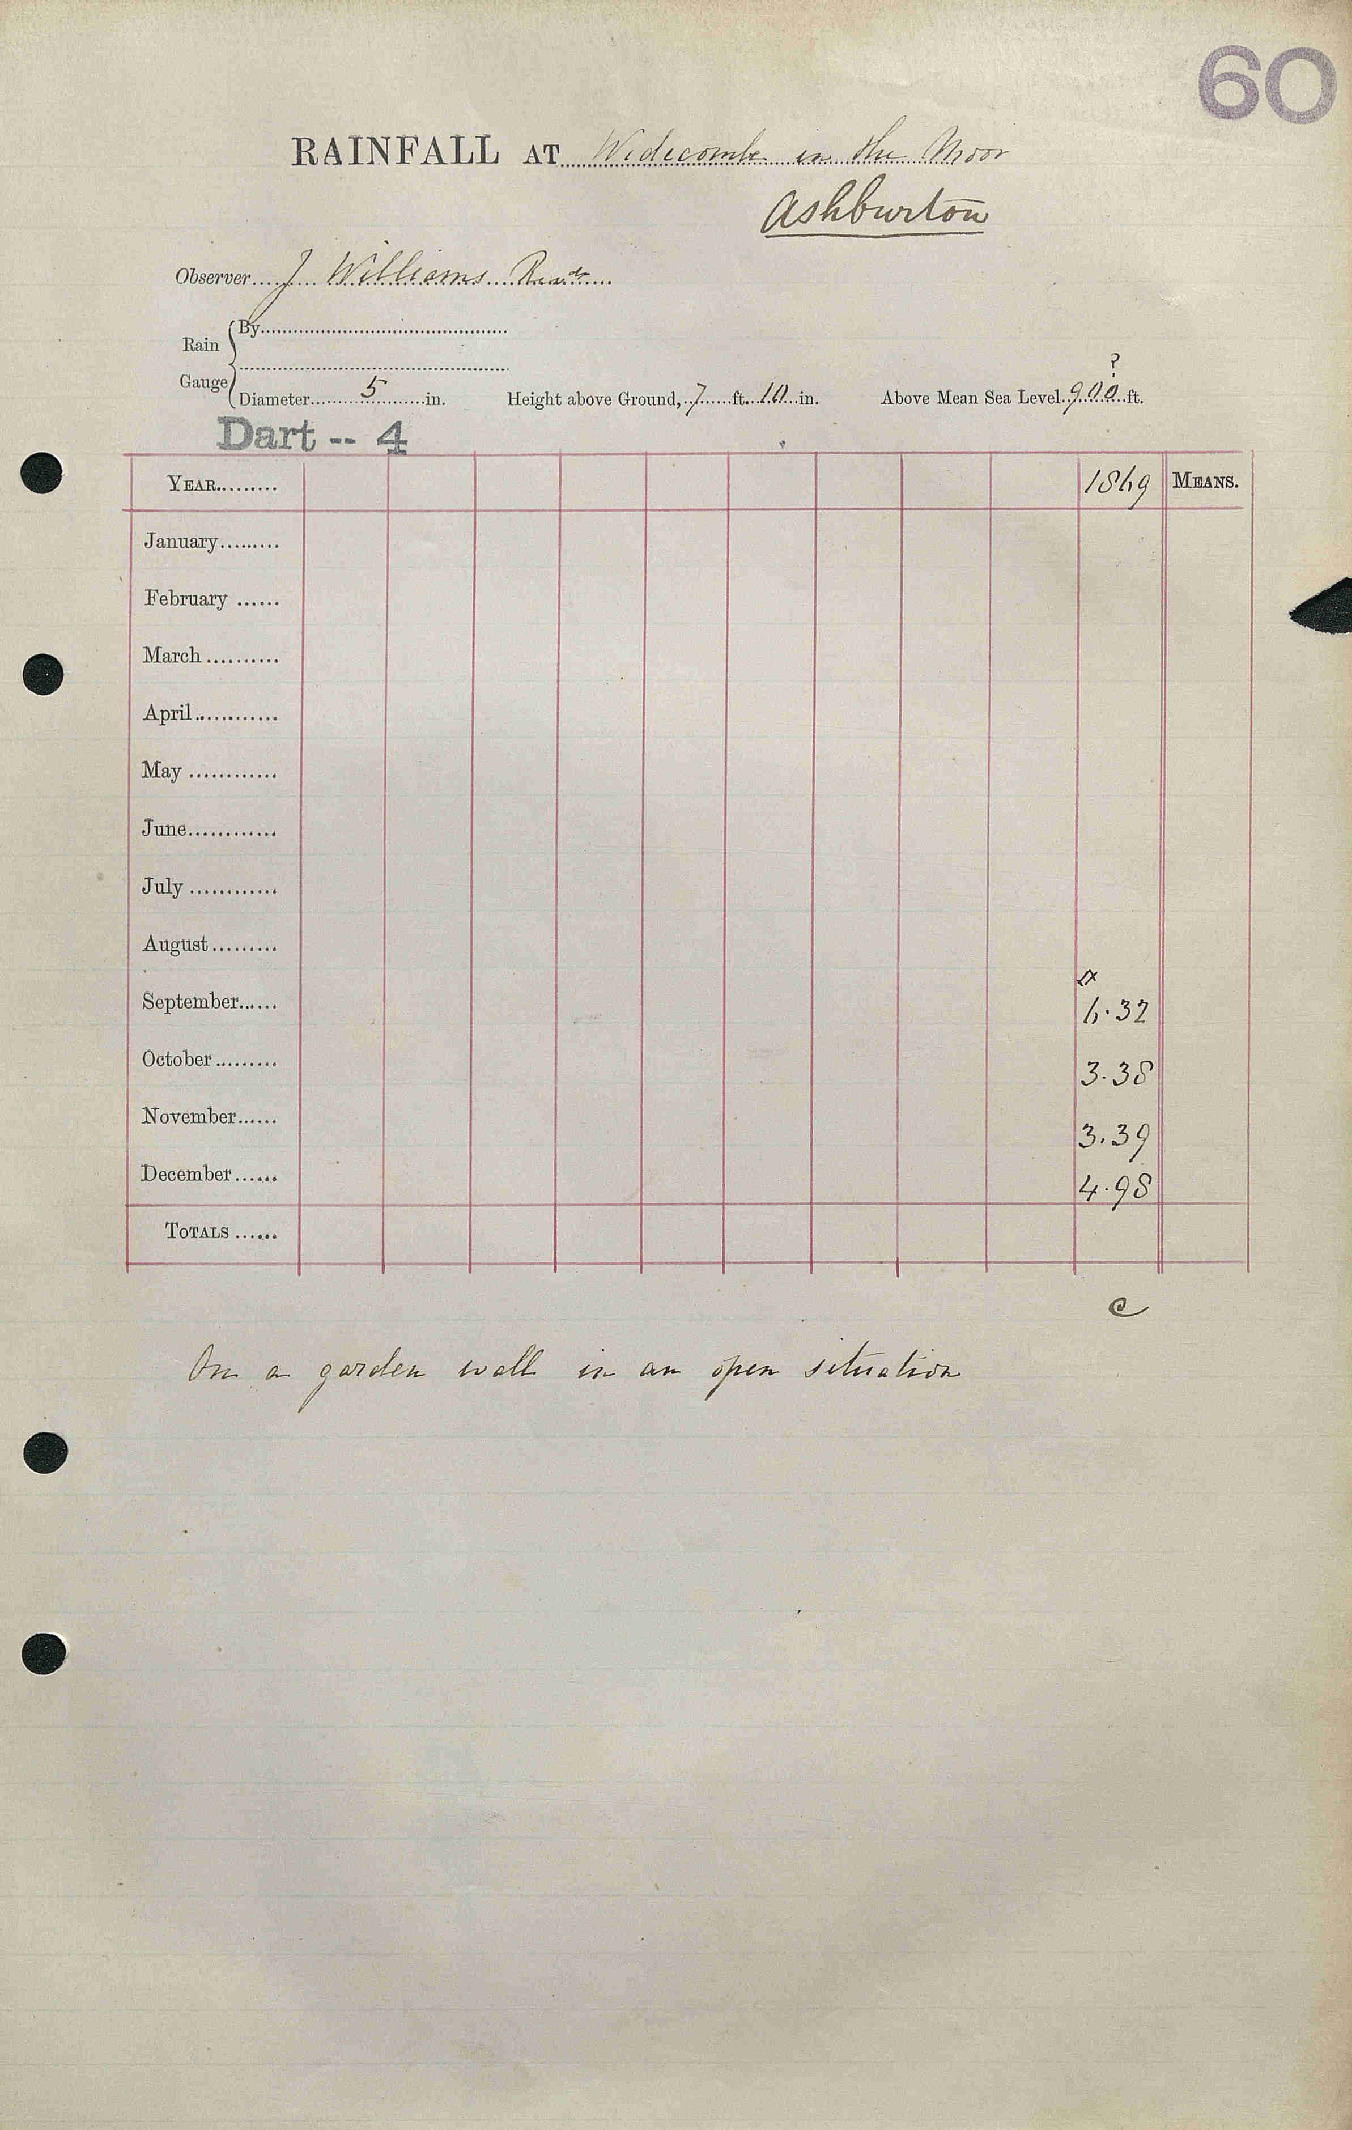 60
RAINFALL AT Widecombe in the Moor
Ashburton
Observer J Williams
Rain Gauge
By
Diameter 5 in. Height above Ground, 7 ft. 10 in. Above Mean Sea Level 900 ft.
?
Dart -- 4
YEAR 1869 MEANS.
January
February
March
April
May
June
July
August
September 6.32
October 3.38
November 3.39
December 4.98
TOTALS
C
On a garden wall in an open situation